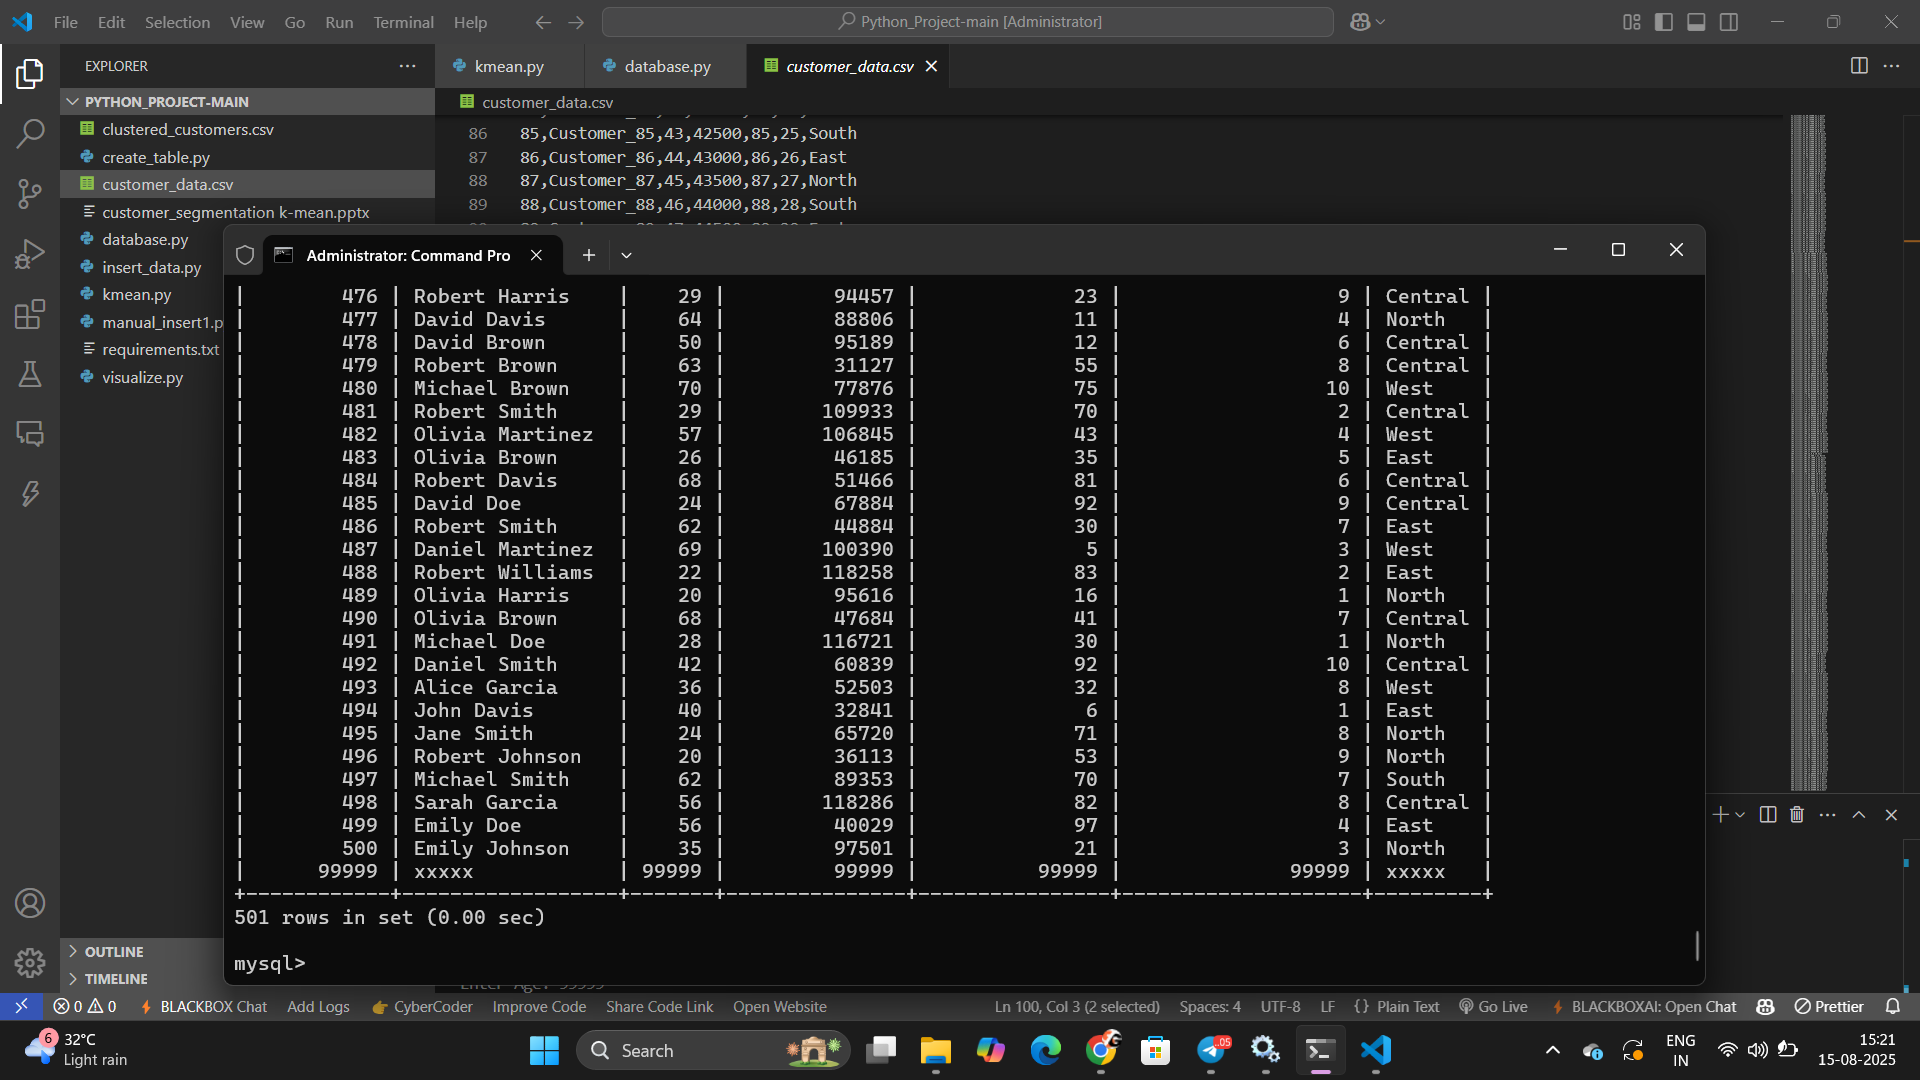 File Edit Selection View Go Run Terminal Help
Python_Project-main [Administrator]
EXPLORER
kmean.py
database.py
customer_data.csv
PYTHON_PROJECT-MAIN
customer_data.csv
clustered_customers.csv
create_table.py
customer_data.csv
customer_segmentation k-mean.pptx
database.py
insert_data.py
kmean.py
manual_insert1.p
requirements.txt
visualize.py
86 85,Customer_85,43,42500,85,25,South
87 86,Customer_86,44,43000,86,26,East
88 87,Customer_87,45,43500,87,27,North
89 88,Customer_88,46,44000,88,28,South
Administrator: Command Pro
| 476 | Robert Harris | 29 | 94457 | 23 | 9 | Central |
| 477 | David Davis | 64 | 88806 | 11 | 4 | North |
| 478 | David Brown | 50 | 95189 | 12 | 6 | Central |
| 479 | Robert Brown | 63 | 31127 | 55 | 8 | Central |
| 480 | Michael Brown | 70 | 77876 | 75 | 10 | West |
| 481 | Robert Smith | 29 | 109933 | 70 | 2 | Central |
| 482 | Olivia Martinez | 57 | 106845 | 43 | 4 | West |
| 483 | Olivia Brown | 26 | 46185 | 35 | 5 | East |
| 484 | Robert Davis | 68 | 51466 | 81 | 6 | Central |
| 485 | David Doe | 24 | 67884 | 92 | 9 | Central |
| 486 | Robert Smith | 62 | 44884 | 30 | 7 | East |
| 487 | Daniel Martinez | 69 | 100390 | 5 | 3 | West |
| 488 | Robert Williams | 22 | 118258 | 83 | 2 | East |
| 489 | Olivia Harris | 20 | 95616 | 16 | 1 | North |
| 490 | Olivia Brown | 68 | 47684 | 41 | 7 | Central |
| 491 | Michael Doe | 28 | 116721 | 30 | 1 | North |
| 492 | Daniel Smith | 42 | 60839 | 92 | 10 | Central |
| 493 | Alice Garcia | 36 | 52503 | 32 | 8 | West |
| 494 | John Davis | 40 | 32841 | 6 | 1 | East |
| 495 | Jane Smith | 24 | 65720 | 71 | 8 | North |
| 496 | Robert Johnson | 20 | 36113 | 53 | 9 | North |
| 497 | Michael Smith | 62 | 89353 | 70 | 7 | South |
| 498 | Sarah Garcia | 56 | 118286 | 82 | 8 | Central |
| 499 | Emily Doe | 56 | 40029 | 97 | 4 | East |
| 500 | Emily Johnson | 35 | 97501 | 21 | 3 | North |
| 99999 | xxxxx | 99999 | 99999 | 99999 | 99999 | xxxxx |
501 rows in set (0.00 sec)
mysql>
OUTLINE
TIMELINE
0 0 BLACKBOX Chat Add Logs CyberCoder Improve Code Share Code Link Open Website
Ln 100, Col 3 (2 selected) Spaces: 4 UTF-8 LF {} Plain Text Go Live BLACKBOXAI: Open Chat Prettier
6
32°C
Light rain
Search
.05
ENG
IN
15:21
15-08-2025